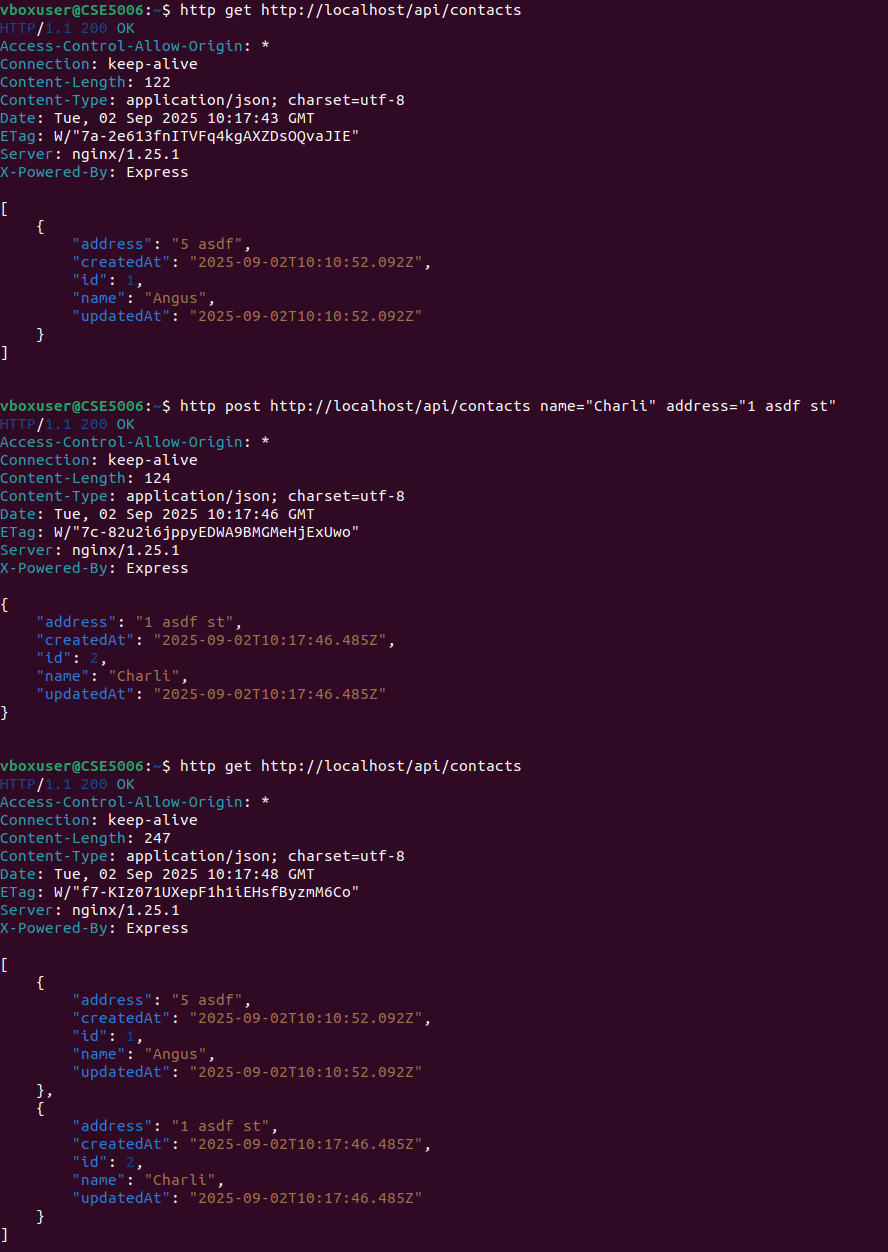 vboxuser@CSE5006:~$ http get http://localhost/api/contacts
HTTP/1.1 200 OK
Access-Control-Allow-Origin: *
Connection: keep-alive
Content-Length: 122
Content-Type: application/json; charset=utf-8
Date: Tue, 02 Sep 2025 10:17:43 GMT
ETag: W/"7a-2e613fnITVFq4kgAXZDsOQvaJIE"
Server: nginx/1.25.1
X-Powered-By: Express
[
    {
        "address": "5 asdf",
        "createdAt": "2025-09-02T10:10:52.092Z",
        "id": 1,
        "name": "Angus",
        "updatedAt": "2025-09-02T10:10:52.092Z"
    }
]
vboxuser@CSE5006:~$ http post http://localhost/api/contacts name="Charli" address="1 asdf st"
HTTP/1.1 200 OK
Access-Control-Allow-Origin: *
Connection: keep-alive
Content-Length: 124
Content-Type: application/json; charset=utf-8
Date: Tue, 02 Sep 2025 10:17:46 GMT
ETag: W/"7c-82u2i6jppyEDWA9BMGMeHjExUwo"
Server: nginx/1.25.1
X-Powered-By: Express
{
    "address": "1 asdf st",
    "createdAt": "2025-09-02T10:17:46.485Z",
    "id": 2,
    "name": "Charli",
    "updatedAt": "2025-09-02T10:17:46.485Z"
}
vboxuser@CSE5006:~$ http get http://localhost/api/contacts
HTTP/1.1 200 OK
Access-Control-Allow-Origin: *
Connection: keep-alive
Content-Length: 247
Content-Type: application/json; charset=utf-8
Date: Tue, 02 Sep 2025 10:17:48 GMT
ETag: W/"f7-KIz071UXepF1h1iEHsfByzmM6Co"
Server: nginx/1.25.1
X-Powered-By: Express
[
    {
        "address": "5 asdf",
        "createdAt": "2025-09-02T10:10:52.092Z",
        "id": 1,
        "name": "Angus",
        "updatedAt": "2025-09-02T10:10:52.092Z"
    },
    {
        "address": "1 asdf st",
        "createdAt": "2025-09-02T10:17:46.485Z",
        "id": 2,
        "name": "Charli",
        "updatedAt": "2025-09-02T10:17:46.485Z"
    }
]